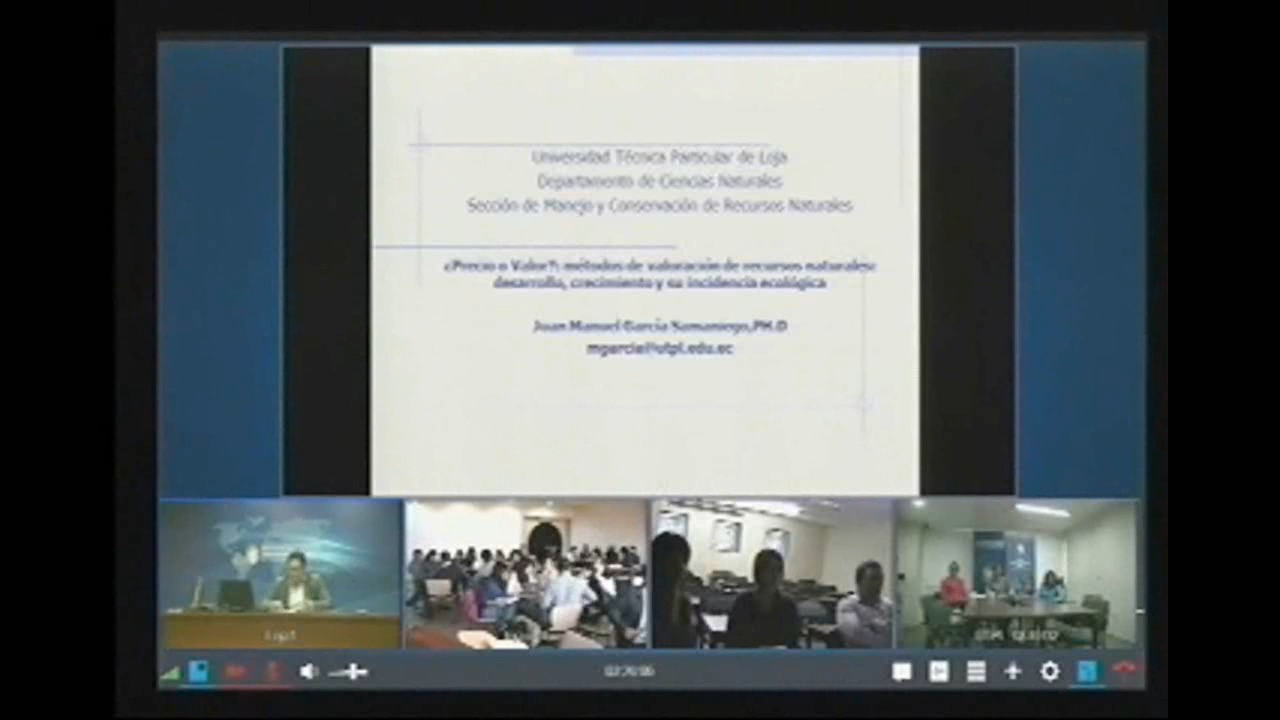 Universidad Técnica Particular de Loja
Departamento de Ciencias Naturales
Sección de Manejo y Conservación de Recursos Naturales
¿Precio o Valor?: métodos de valoración de recursos naturales:
desarrollo, crecimiento y su incidencia ecológica
Juan Manuel García Samaniego,PH.D
mgarcia@utpl.edu.ec